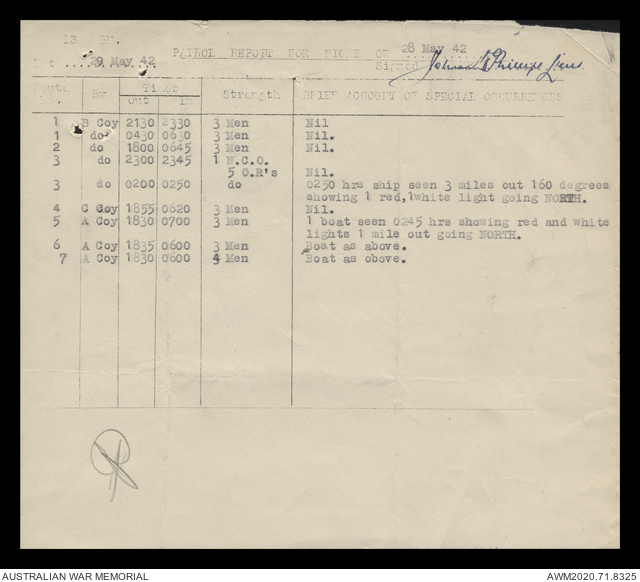 13 BN.
PATROL REPORT FOR NIGHT OF 28 May 42
29 May 42
Signed
Route By Times Strength BRIEF ACCOUNT OF SPECIAL OCCURRENCES
Out In
1 B Coy 2130 2330 3 Men Nil
1 do 0430 0630 3 Men Nil.
2 do 1800 0645 3 Men Nil.
3 do 2300 2345 1 N.C.O.
5 O.R's Nil.
3 do 0200 0250 do 0250 hrs ship seen 3 miles out 160 degrees
showing 1 red,1white light going NORTH.
4 C Coy 1855 0620 3 Men Nil.
5 A Coy 1830 0700 3 Men 1 boat seen 0245 hrs showing red and white
lights 1 mile out going NORTH.
6 A Coy 1835 0600 3 Men Boat as above.
7 A Coy 1830 0600 Men Boat as obove.
AUSTRALIAN WAR MEMORIAL
AWM2020.71.8325